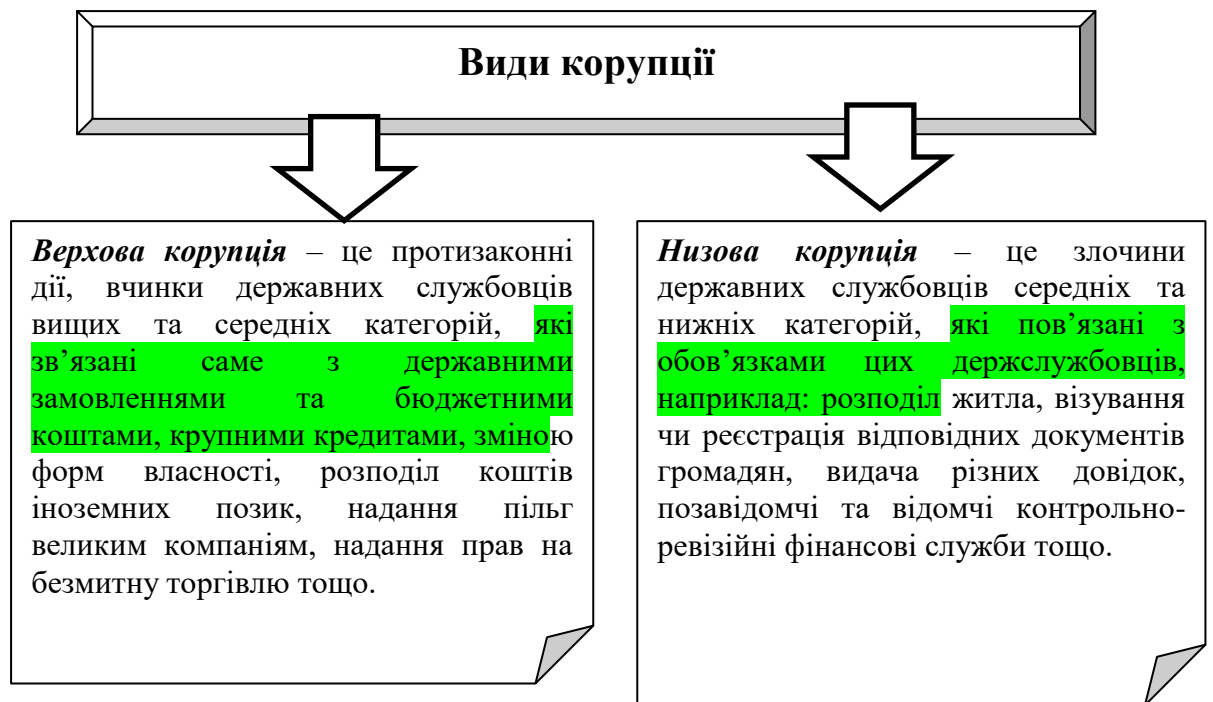 Види корупції
Верхова корупція – це протизаконні
дії, вчинки державних службовців
вищих та середніх категорій, які
зв’язані саме з державними
замовленнями та бюджетними
коштами, крупними кредитами, зміною
форм власності, розподіл коштів
іноземних позик, надання пільг
великим компаніям, надання прав на
безмитну торгівлю тощо.
Низова корупція – це злочини
державних службовців середніх та
нижніх категорій, які пов’язані з
обов’язками цих держслужбовців,
наприклад: розподіл житла, візування
чи реєстрація відповідних документів
громадян, видача різних довідок,
позавідомчі та відомчі контрольно-
ревізійні фінансові служби тощо.